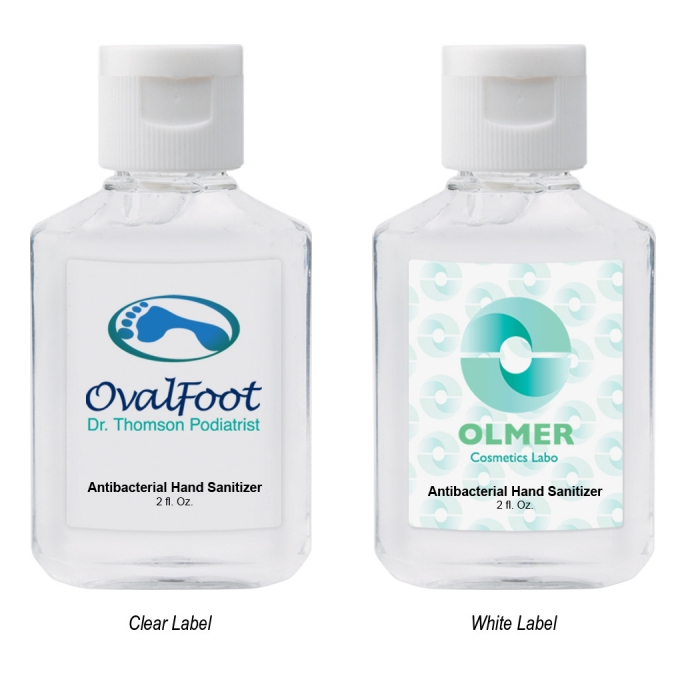 OvalFoot
Dr. Thomson Podiatrist
Antibacterial Hand Sanitizer
2 fl. Oz.
Clear Label
OLMER
Cosmetics Labo
Antibacterial Hand Sanitizer
2 fl. Oz.
White Label